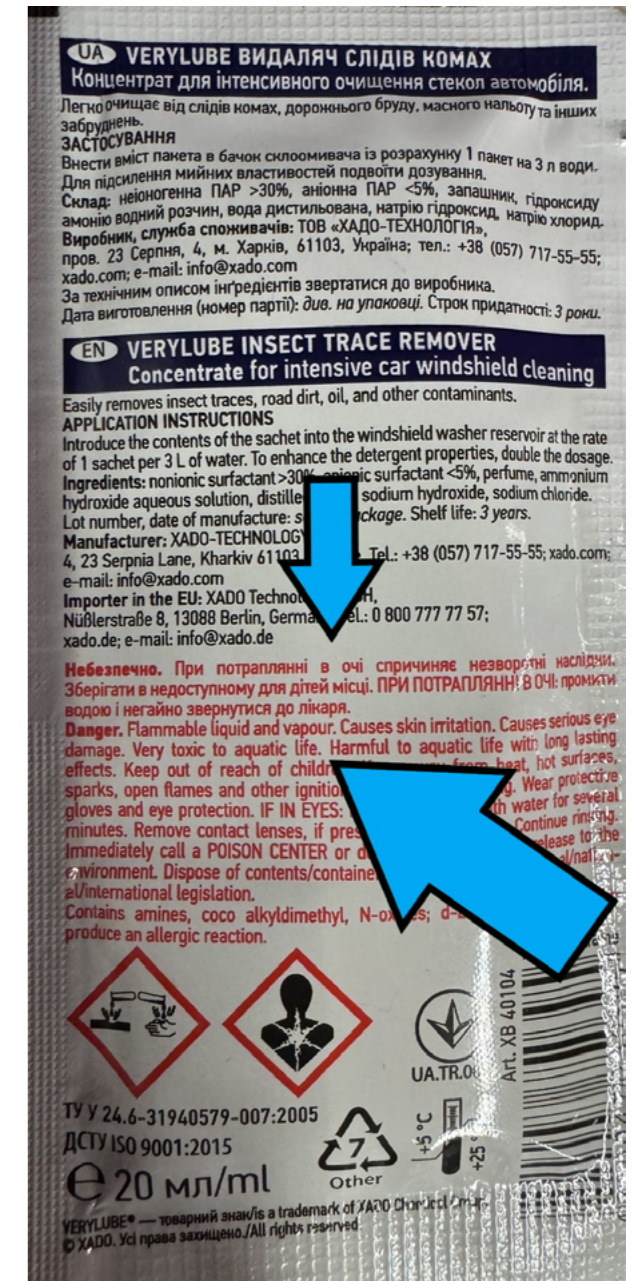 UA VERYLUBE ВИДАЛЯЧ СЛІДІВ КОМАХ
Концентрат для інтенсивного очищення стекол автомобіля.
Легко очищає від слідів комах, дорожнього бруду, масного нальоту та інших
забруднень.
ЗАСТОСУВАННЯ
Внести вміст пакета в бачок склоомивача із розрахунку 1 пакет на 3 л води.
Для підсилення мийних властивостей подвоїти дозування.
Склад: неіоногенна ПАР >30%, аніонна ПАР <5%, запашник, гідроксиду
амонію водний розчин, вода дистильована, натрію гідроксид, натрію хлорид.
Виробник, служба споживачів: ТОВ «ХАДО-ТЕХНОЛОГІЯ»,
пров. 23 Серпня, 4, м. Харків, 61103, Україна; тел.: +38 (057) 717-55-55;
xado.com; e-mail: info@xado.com
За технічним описом інгредієнтів звертатися до виробника.
Дата виготовлення (номер партії): див. на упаковці. Строк придатності: 3 роки.
EN VERYLUBE INSECT TRACE REMOVER
Concentrate for intensive car windshield cleaning
Easily removes insect traces, road dirt, oil, and other contaminants.
APPLICATION INSTRUCTIONS
Introduce the contents of the sachet into the windshield washer reservoir at the rate
of 1 sachet per 3 L of water. To enhance the detergent properties, double the dosage.
Ingredients: nonionic surfactant >30%, anionic surfactant <5%, perfume, ammonium
hydroxide aqueous solution, distille sodium hydroxide, sodium chloride.
Lot number, date of manufacture: s ckage. Shelf life: 3 years.
Manufacturer: XADO-TECHNOLOG
4, 23 Serpnia Lane, Kharkiv 61103 Tel.: +38 (057) 717-55-55; xado.com;
e-mail: info@xado.com
Importer in the EU: XADO Techno H,
Nüßlerstraße 8, 13088 Berlin, Germa el.: 0 800 777 77 57;
xado.de; e-mail: info@xado.de
Небезпечно. При потраплянні в очі спричиняє незворотні наслідки.
Зберігати в недоступному для дітей місці. ПРИ ПОТРАПЛЯННІ В ОЧІ: промити
водою і негайно звернутися до лікаря.
Danger. Flammable liquid and vapour. Causes skin irritation. Causes serious eye
damage. Very toxic to aquatic life. Harmful to aquatic life with long lasting
effects. Keep out of reach of childre from heat, hot surfaces,
sparks, open flames and other ignitio g. Wear protective
gloves and eye protection. IF IN EYES: th water for several
minutes. Remove contact lenses, if pres Continue rinsing.
Immediately call a POISON CENTER or d elease to the
environment. Dispose of contents/containe al/nation-
al/international legislation.
Contains amines, coco alkyldimethyl, N-oxides; d-
produce an allergic reaction.
UA.TR.0
Art. XB 40104
ТУ У 24.6-31940579-007:2005
ДСТУ ISO 9001:2015
7
Other
+5 °C
+25 °
℮ 20 мл/ml
VERYLUBE® — товарний знак/is a trademark of XADO
© XADO. Усі права захищено./All rights reserved